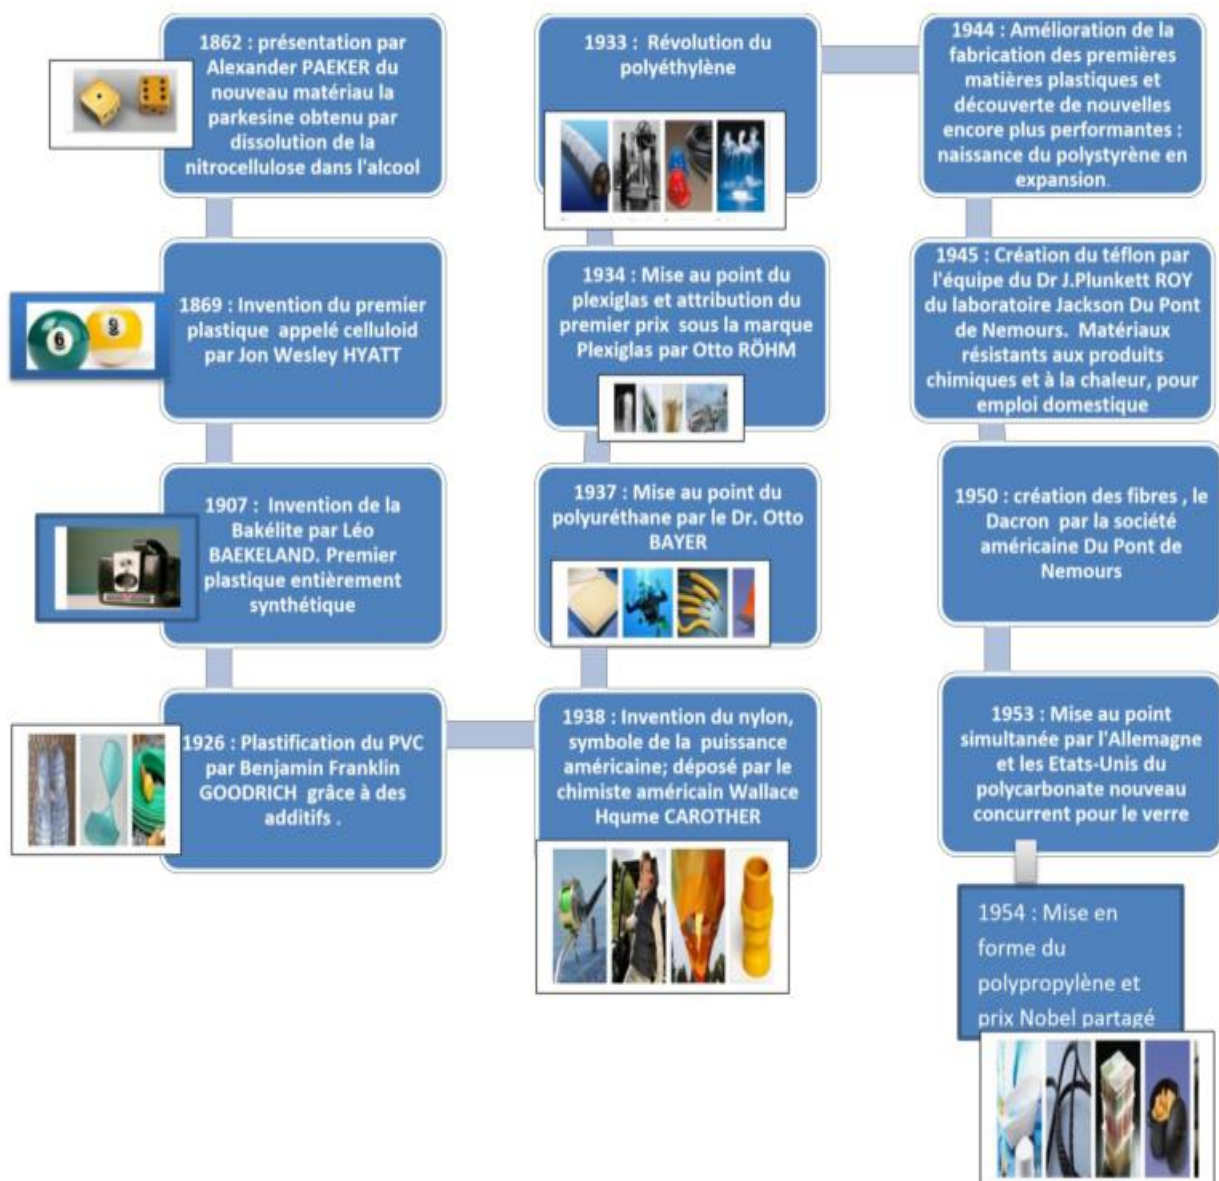 1862 : présentation par
Alexander PAEKER du
nouveau matériau la
parkesine obtenu par
dissolution de la
nitrocellulose dans l'alcool
1869 : Invention du premier
plastique appelé celluloid
par Jon Wesley HYATT
6
9
1907 : Invention de la
Bakélite par Léo
BAEKELAND. Premier
plastique entièrement
synthétique
1926 : Plastification du PVC
par Benjamin Franklin
GOODRICH grâce à des
additifs .
1938 : Invention du nylon,
symbole de la puissance
américaine; déposé par le
chimiste américain Wallace
Hqume CAROTHER
1937 : Mise au point du
polyuréthane par le Dr. Otto
BAYER
1934 : Mise au point du
plexiglas et attribution du
premier prix sous la marque
Plexiglas par Otto RÖHM
1933 : Révolution du
polyéthylène
1944 : Amélioration de la
fabrication des premières
matières plastiques et
découverte de nouvelles
encore plus performantes :
naissance du polystyrène en
expansion.
1945 : Création du téflon par
l'équipe du Dr J.Plunkett ROY
du laboratoire Jackson Du Pont
de Nemours. Matériaux
résistants aux produits
chimiques et à la chaleur, pour
emploi domestique
1950 : création des fibres , le
Dacron par la société
américaine Du Pont de
Nemours
1953 : Mise au point
simultanée par l'Allemagne
et les Etats-Unis du
polycarbonate nouveau
concurrent pour le verre
1954 : Mise en
forme du
polypropylène et
prix Nobel partagé